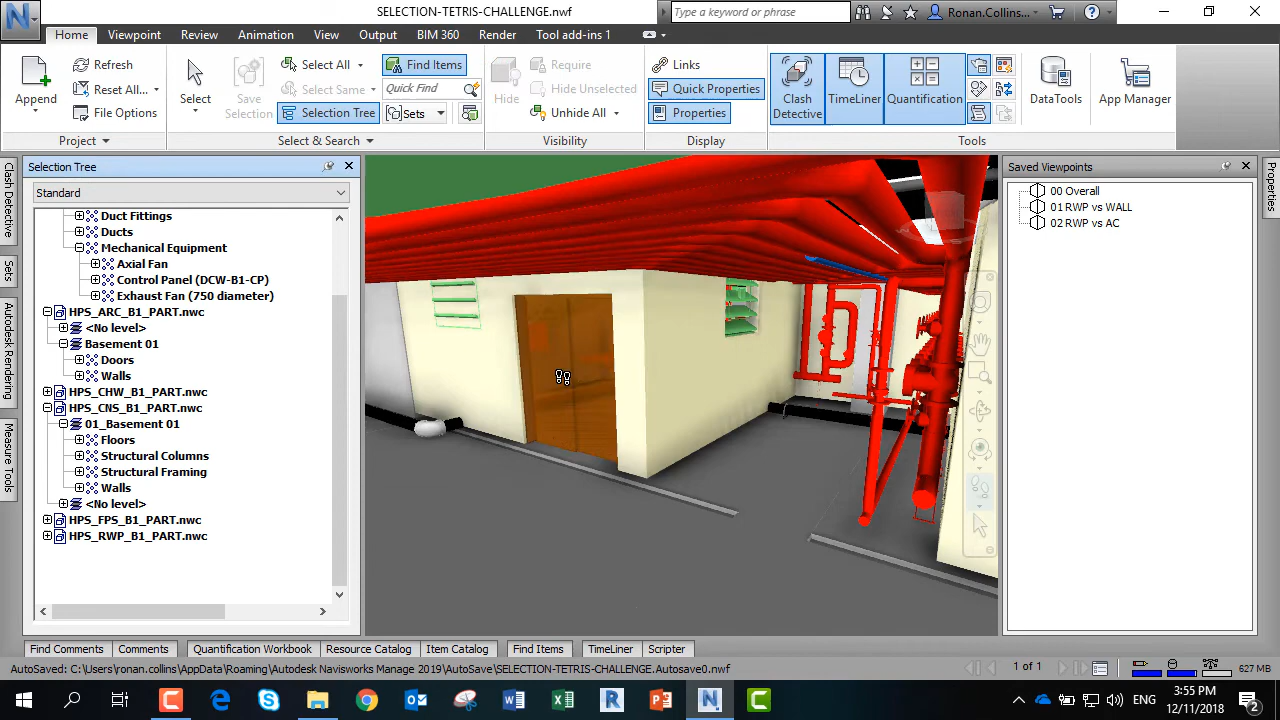 SELECTION-TETRIS-CHALLENGE.nwf
Type a keyword or phrase
Ronan.Collins...
Home Viewpoint Review Animation View Output BIM 360 Render Tool add-ins 1
Append
Refresh
Reset All...
File Options
Project
Select
Save Selection
Select All
Select Same
Selection Tree
Find Items
Quick Find
Sets
Select & Search
Hide
Require
Hide Unselected
Unhide All
Visibility
Links
Quick Properties
Properties
Display
Clash Detective
TimeLiner
Quantification
Tools
DataTools
App Manager
Clash Detective
Sets
Autodesk Rendering
Measure Tools
Selection Tree
Standard
Duct Fittings
Ducts
Mechanical Equipment
Axial Fan
Control Panel (DCW-B1-CP)
Exhaust Fan (750 diameter)
HPS_ARC_B1_PART.nwc
<No level>
Basement 01
Doors
Walls
HPS_CHW_B1_PART.nwc
HPS_CNS_B1_PART.nwc
01_Basement 01
Floors
Structural Columns
Structural Framing
Walls
<No level>
HPS_FPS_B1_PART.nwc
HPS_RWP_B1_PART.nwc
Saved Viewpoints
00 Overall
01 RWP vs WALL
02 RWP vs AC
Properties
Find Comments Comments Quantification Workbook Resource Catalog Item Catalog Find Items TimeLiner Scripter
AutoSaved: C:\Users\ronan.collins\AppData\Roaming\Autodesk Navisworks Manage 2019\AutoSave\SELECTION-TETRIS-CHALLENGE.Autosave0.nwf
1 of 1
627 MB
ENG
3:55 PM
12/11/2018
2